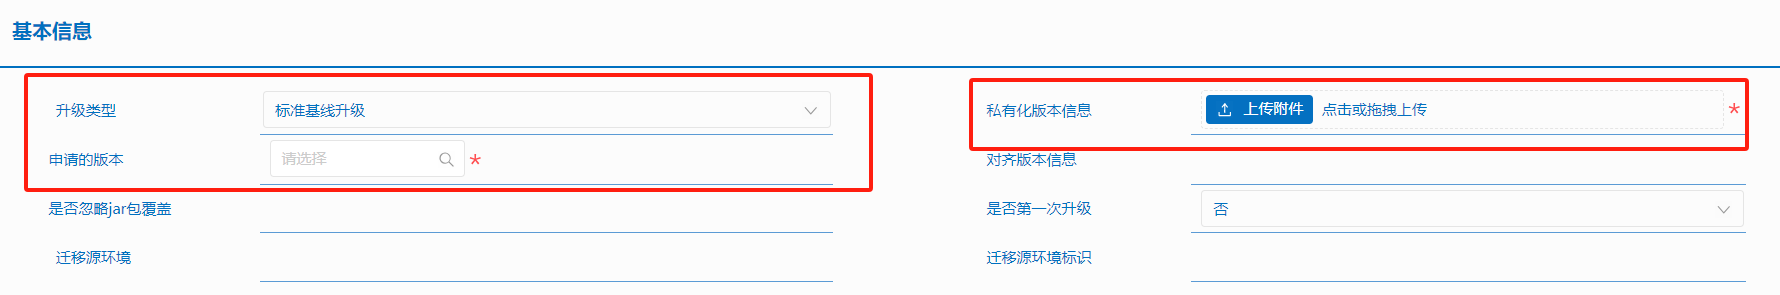 基本信息
升级类型 标准基线升级 私有化版本信息 上传附件 点击或拖拽上传 *
申请的版本 请选择 * 对齐版本信息
是否忽略jar包覆盖 是否第一次升级 否
迁移源环境 迁移源环境标识